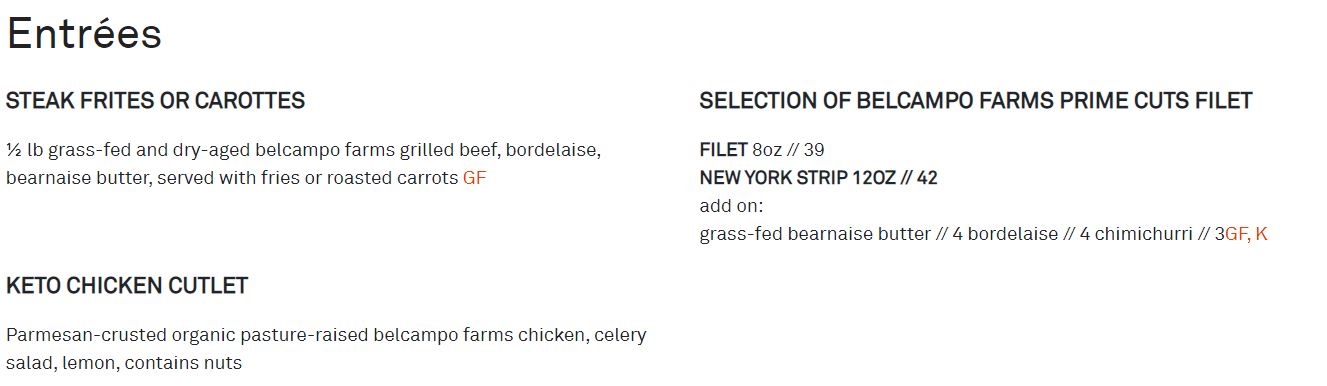 Entrées
STEAK FRITES OR CAROTTES
½ lb grass-fed and dry-aged belcampo farms grilled beef, bordelaise,
bearnaise butter, served with fries or roasted carrots GF
SELECTION OF BELCAMPO FARMS PRIME CUTS FILET
FILET 8oz // 39
NEW YORK STRIP 12OZ // 42
add on:
grass-fed bearnaise butter // 4 bordelaise // 4 chimichurri // 3GF, K
KETO CHICKEN CUTLET
Parmesan-crusted organic pasture-raised belcampo farms chicken, celery
salad, lemon, contains nuts